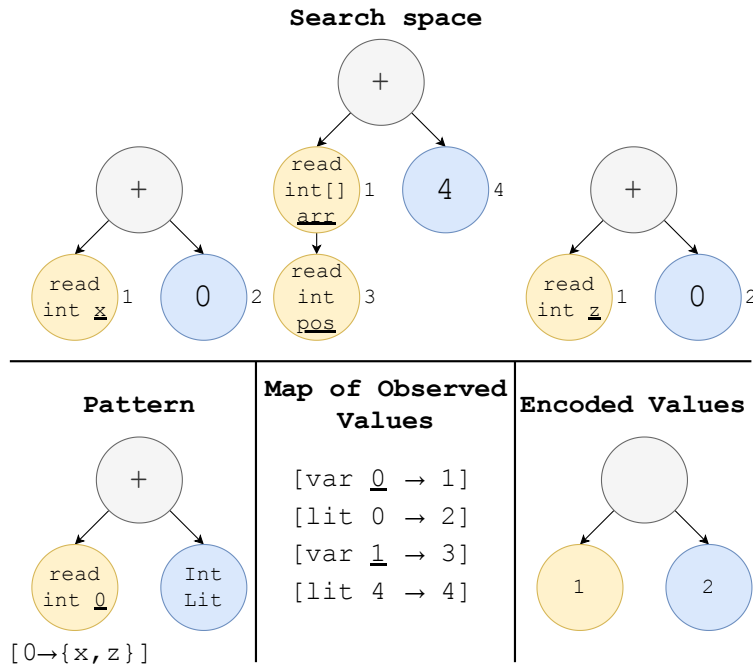 Search space
+
read
int[]
arr
1
4
4
read
int
pos
3
+
read
int x
1
0
2
+
read
int z
1
0
2
Pattern
+
read
int 0
Int
Lit
[0→{x,z}]
Map of Observed
Values
[var 0 → 1]
[lit 0 → 2]
[var 1 → 3]
[lit 4 → 4]
Encoded Values
1
2